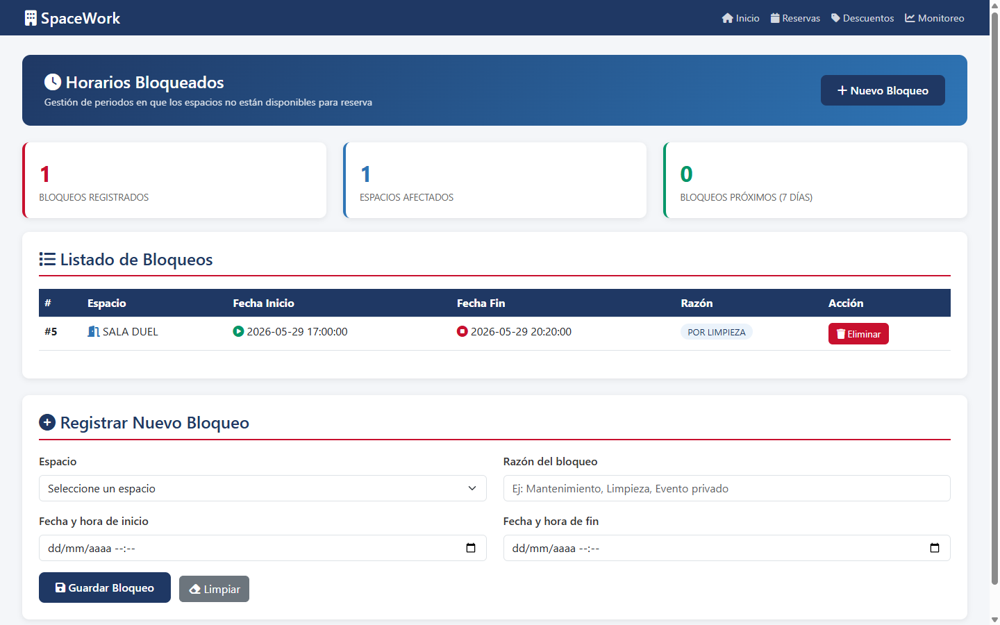 SpaceWork
Inicio Reservas Descuentos Monitoreo
Horarios Bloqueados
Gestión de periodos en que los espacios no están disponibles para reserva
Nuevo Bloqueo
1
BLOQUEOS REGISTRADOS
1
ESPACIOS AFECTADOS
0
BLOQUEOS PRÓXIMOS (7 DÍAS)
Listado de Bloqueos
# Espacio Fecha Inicio Fecha Fin Razón Acción
#5 SALA DUEL 2026-05-29 17:00:00 2026-05-29 20:20:00 POR LIMPIEZA Eliminar
Registrar Nuevo Bloqueo
Espacio
Seleccione un espacio
Razón del bloqueo
Ej: Mantenimiento, Limpieza, Evento privado
Fecha y hora de inicio
dd/mm/aaaa --:--
Fecha y hora de fin
dd/mm/aaaa --:--
Guardar Bloqueo
Limpiar